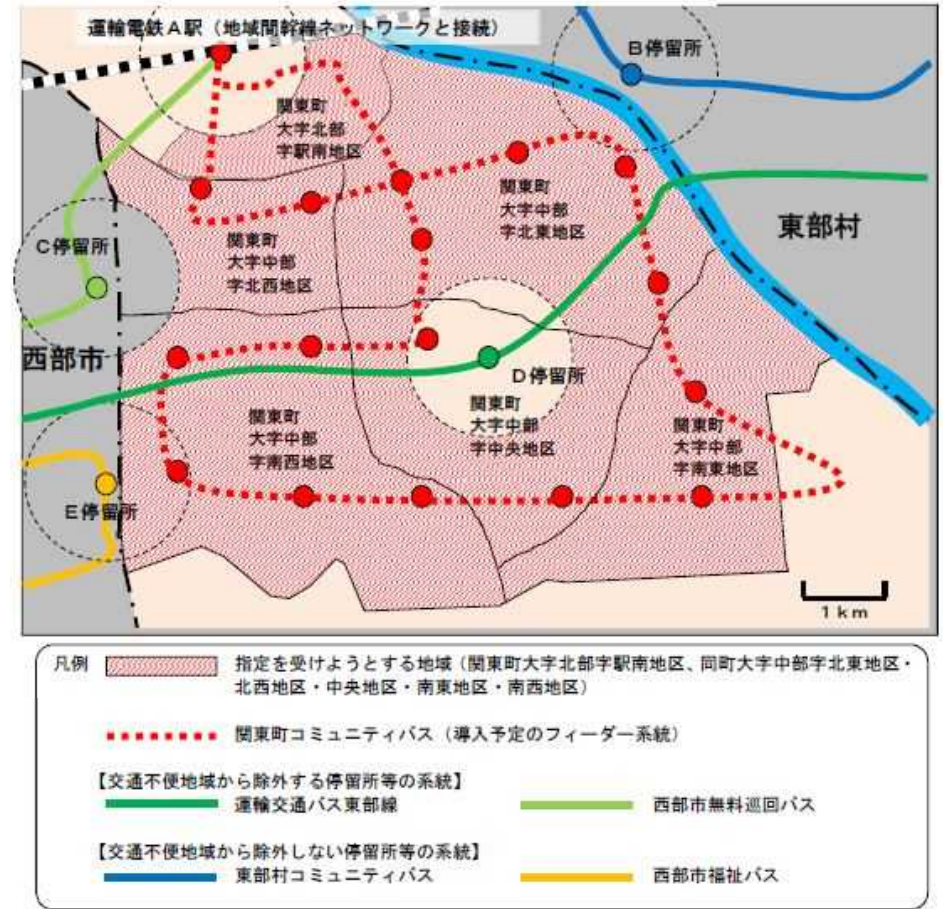 運輸電鉄A駅（地域間幹線ネットワークと接続）
B停留所
関東町
大字北部
字駅南地区
関東町
大字中部
字北東地区
東部村
C停留所
関東町
大字中部
字北西地区
西部市
D停留所
関東町
大字中部
字南西地区
関東町
大字中部
字中央地区
関東町
大字中部
字南東地区
E停留所
1km
凡例
指定を受けようとする地域（関東町大字北部字駅南地区、同町大字中部字北東地区・
北西地区・中央地区・南東地区・南西地区）
関東町コミュニティバス（導入予定のフィーダー系統）
【交通不便地域から除外する停留所等の系統】
運輸交通バス東部線
西部市無料巡回バス
【交通不便地域から除外しない停留所等の系統】
東部村コミュニティバス
西部市福祉バス